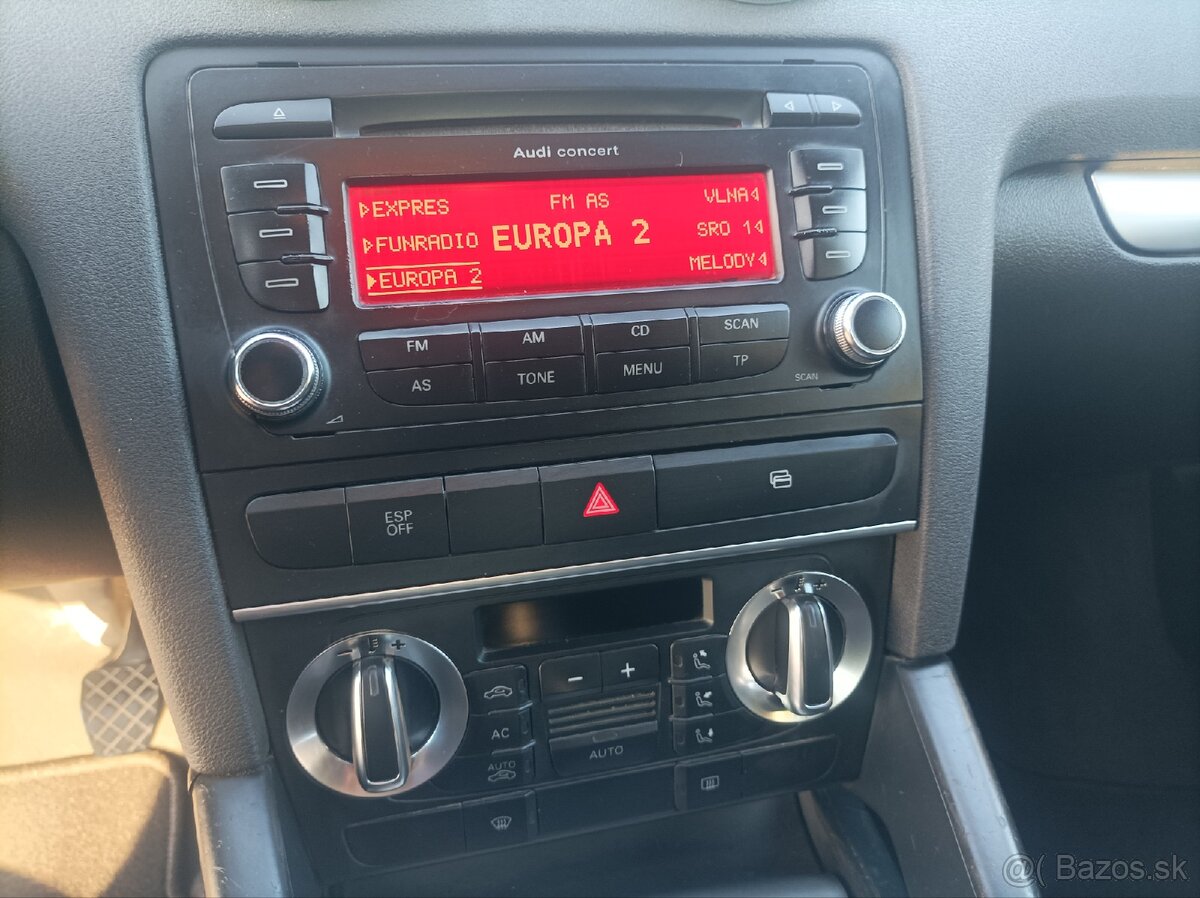 Audi concert
EXPRES FM AS VLNA
FUNRADIO EUROPA 2 SRO 1
EUROPA 2 MELODY
FM AM CD SCAN
AS TONE MENU TP
SCAN
ESP
OFF
- +
- +
AC
AUTO
AUTO
@( Bazos.sk